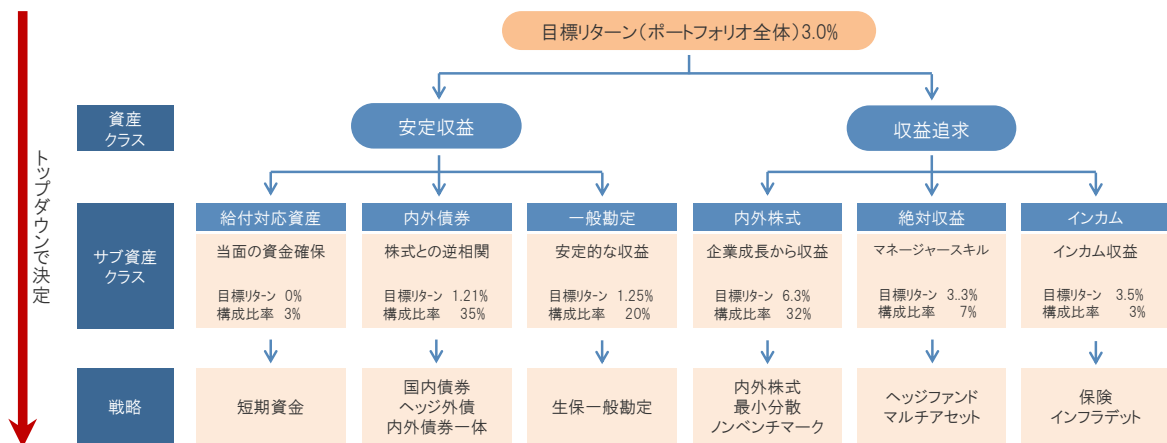 目標リターン(ポートフォリオ全体)3.0%
トップダウンで決定
資産
クラス
安定収益
収益追求
サブ資産
クラス
給付対応資産
当面の資金確保
目標リターン 0%
構成比率 3%
内外債券
株式との逆相関
目標リターン 1.21%
構成比率 35%
一般勘定
安定的な収益
目標リターン 1.25%
構成比率 20%
内外株式
企業成長から収益
目標リターン 6.3%
構成比率 32%
絶対収益
マネージャースキル
目標リターン 3.3%
構成比率 7%
インカム
インカム収益
目標リターン 3.5%
構成比率 3%
戦略
短期資金
国内債券
ヘッジ外債
内外債券一体
生保一般勘定
内外株式
最小分散
ノンベンチマーク
ヘッジファンド
マルチアセット
保険
インフラデット